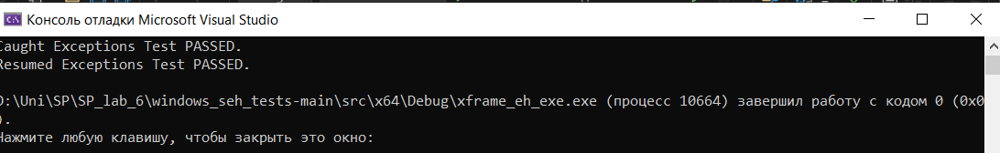 Консоль отладки Microsoft Visual Studio
Caught Exceptions Test PASSED.
Resumed Exceptions Test PASSED.
D:\Uni\SP\SP_lab_6\windows_seh_tests-main\src\x64\Debug\xframe_eh_exe.exe (процесс 10664) завершил работу с кодом 0 (0x0
).
Нажмите любую клавишу, чтобы закрыть это окно: